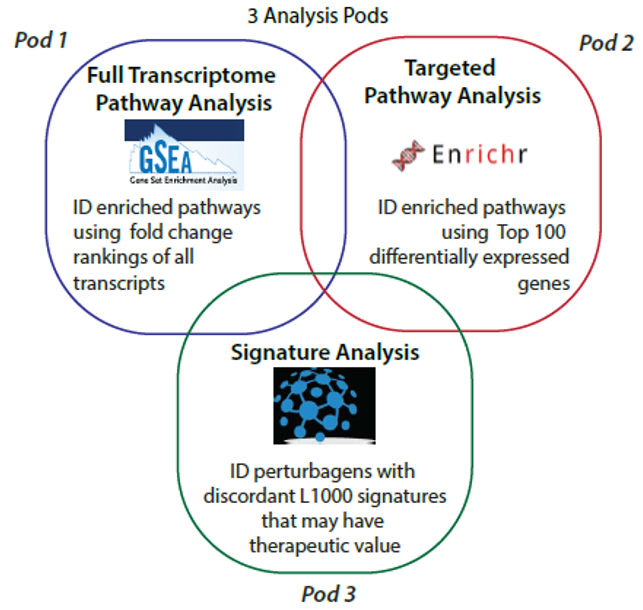 3 Analysis Pods
Pod 1
Pod 2
Full Transcriptome
Pathway Analysis
GSEA
Gene Set Enrichment Analysis
ID enriched pathways
using fold change
rankings of all
transcripts
Targeted
Pathway Analysis
Enrichr
ID enriched pathways
using Top 100
differentially expressed
genes
Signature Analysis
ID perturbagens with
discordant L1000 signatures
that may have
therapeutic value
Pod 3